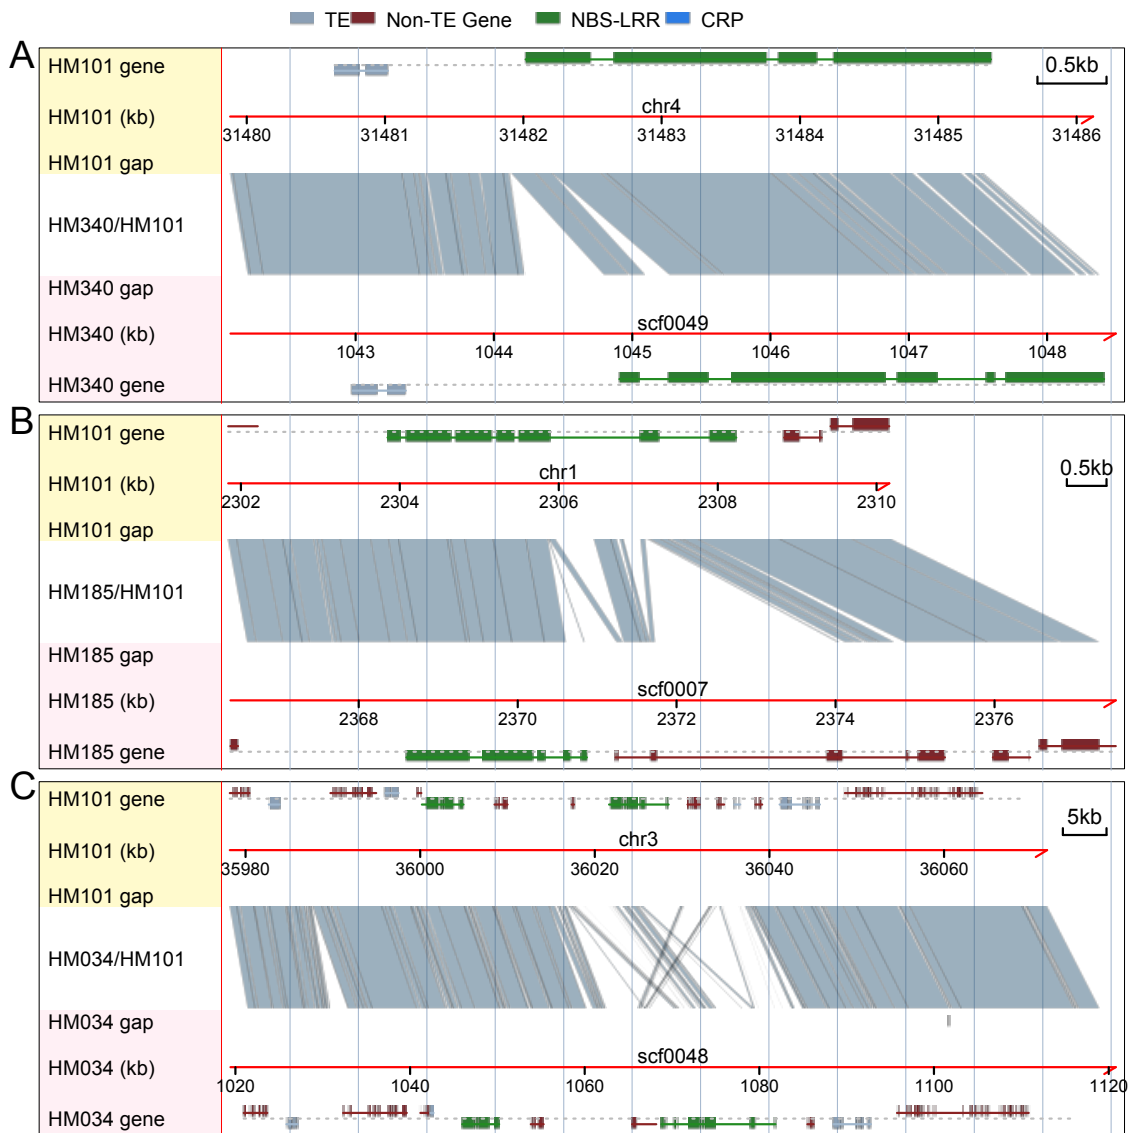 TE Non-TE Gene NBS-LRR CRP
A
HM101 gene
0.5kb
HM101 (kb)
chr4
31480 31481 31482 31483 31484 31485 31486
HM101 gap
HM340/HM101
HM340 gap
HM340 (kb)
scf0049
1043 1044 1045 1046 1047 1048
HM340 gene
B
HM101 gene
0.5kb
HM101 (kb)
chr1
2302 2304 2306 2308 2310
HM101 gap
HM185/HM101
HM185 gap
HM185 (kb)
scf0007
2368 2370 2372 2374 2376
HM185 gene
C
HM101 gene
5kb
HM101 (kb)
chr3
35980 36000 36020 36040 36060
HM101 gap
HM034/HM101
HM034 gap
HM034 (kb)
scf0048
1020 1040 1060 1080 1100 1120
HM034 gene